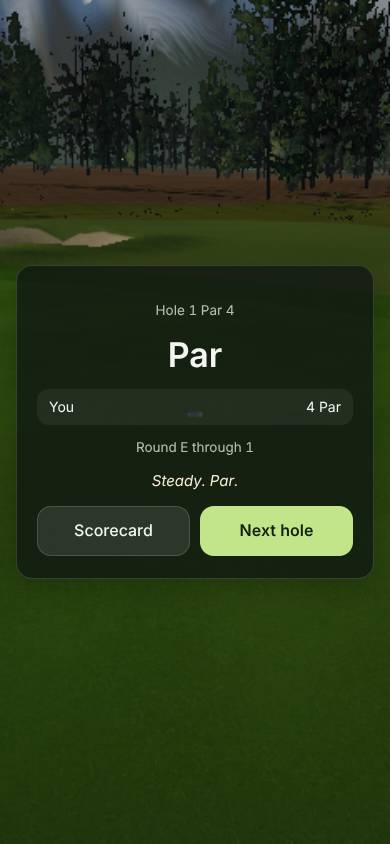 Hole 1 Par 4
Par
You 4 Par
Round E through 1
Steady. Par.
Scorecard Next hole